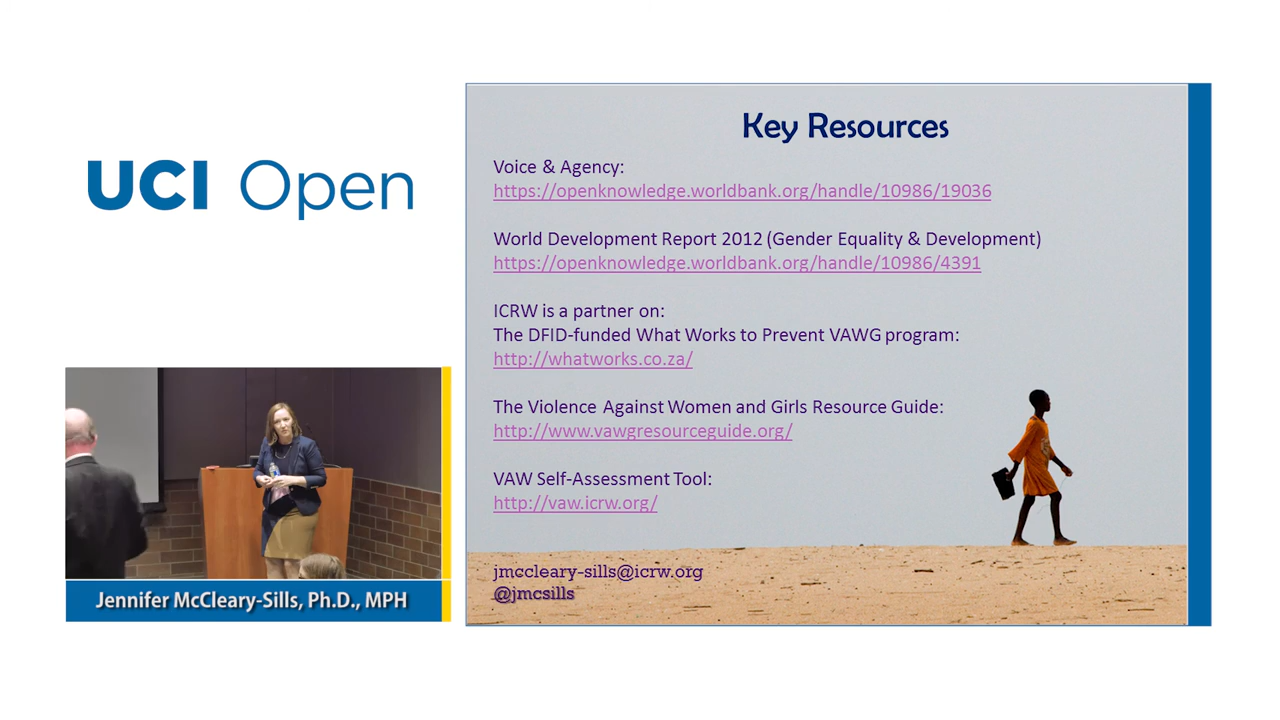 UCI Open
Key Resources
Voice & Agency:
https://openknowledge.worldbank.org/handle/10986/19036
World Development Report 2012 (Gender Equality & Development)
https://openknowledge.worldbank.org/handle/10986/4391
ICRW is a partner on:
The DFID-funded What Works to Prevent VAWG program:
http://whatworks.co.za/
The Violence Against Women and Girls Resource Guide:
http://www.vawgresourceguide.org/
VAW Self-Assessment Tool:
http://vaw.icrw.org/
jmccleary-sills@icrw.org
@jmcsills
Jennifer McCleary-Sills, Ph.D., MPH